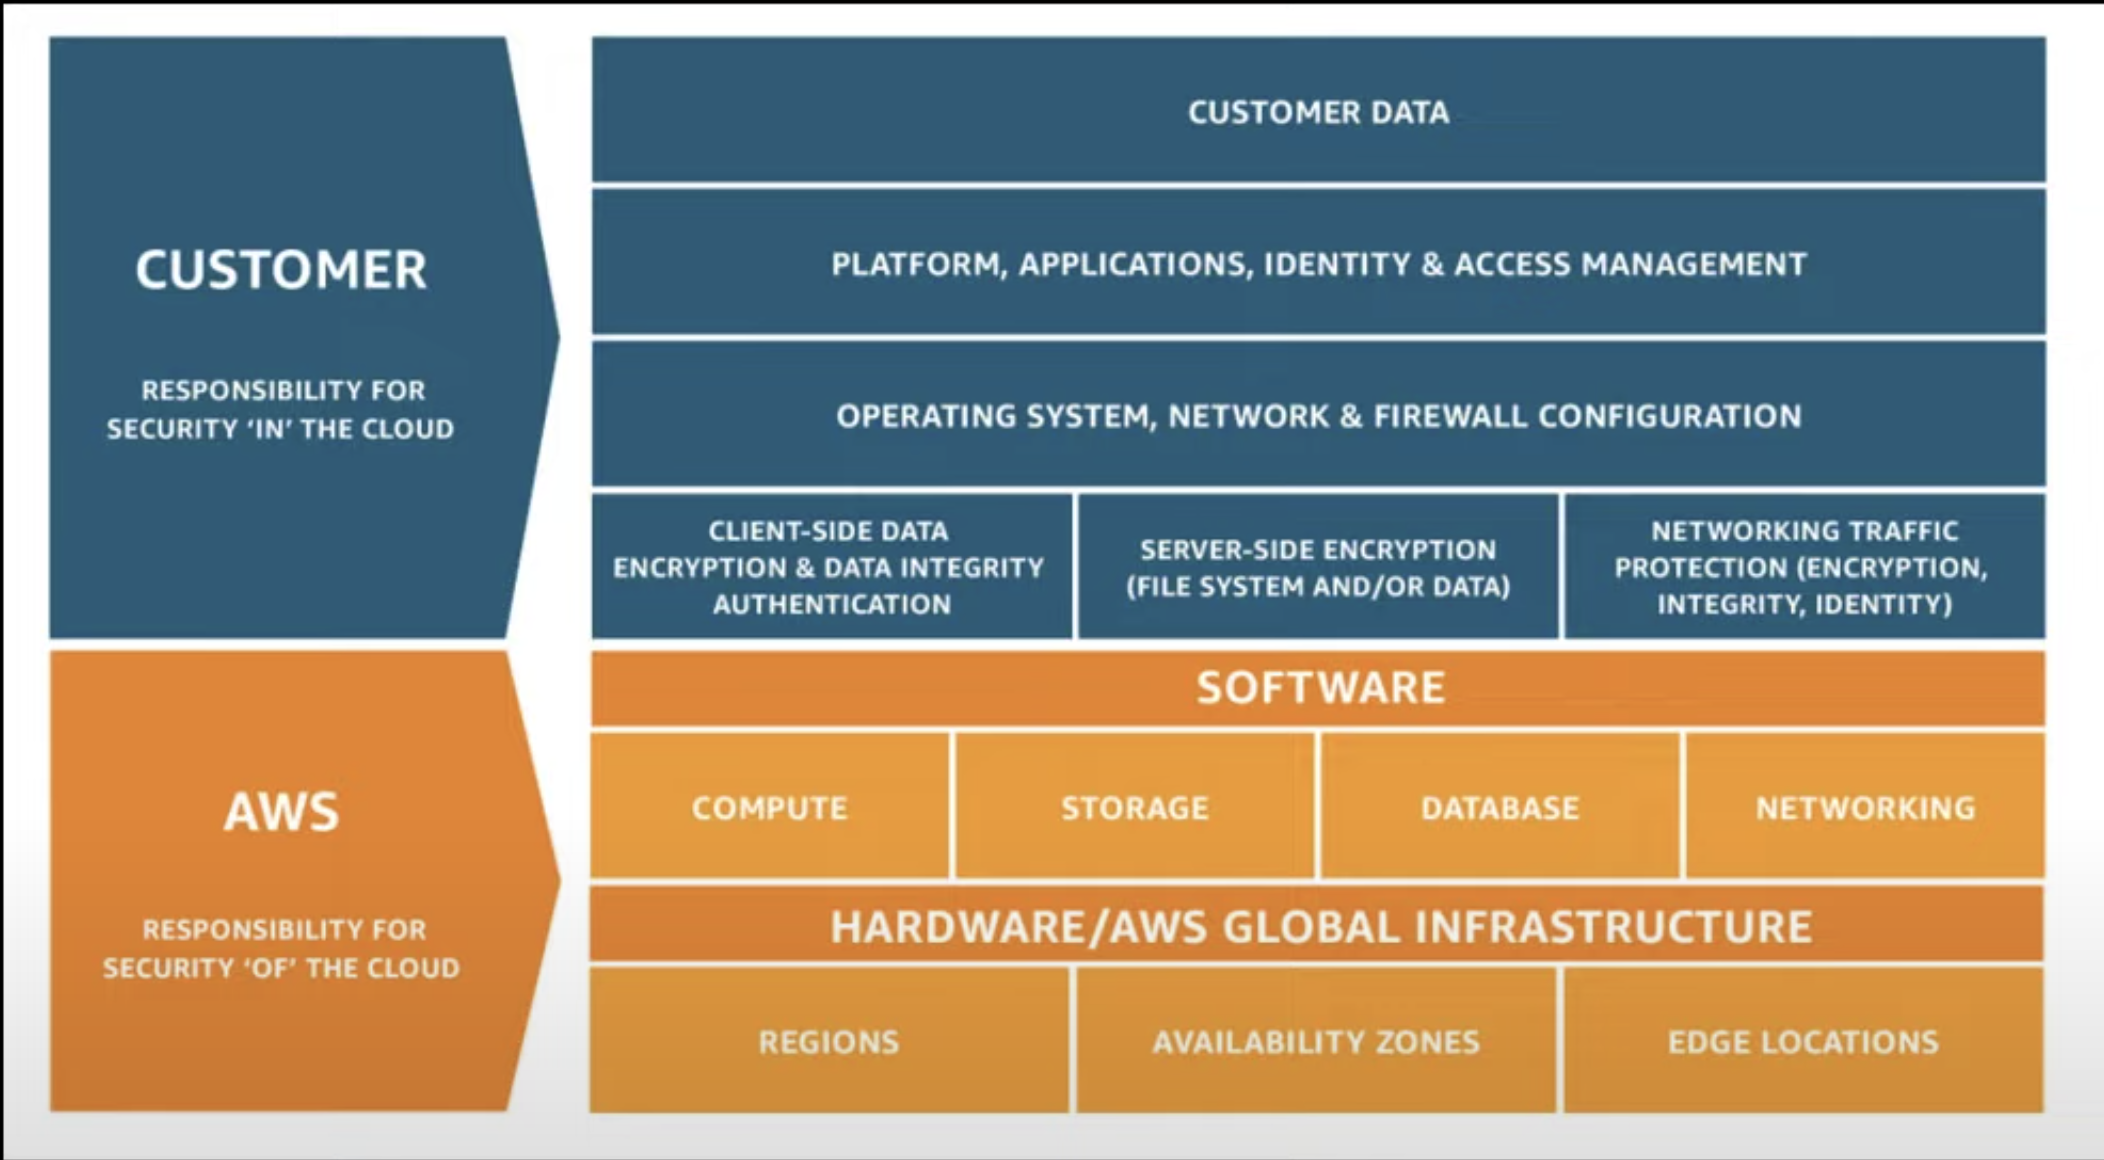 CUSTOMER
RESPONSIBILITY FOR
SECURITY ‘IN’ THE CLOUD
CUSTOMER DATA
PLATFORM, APPLICATIONS, IDENTITY & ACCESS MANAGEMENT
OPERATING SYSTEM, NETWORK & FIREWALL CONFIGURATION
CLIENT-SIDE DATA
ENCRYPTION & DATA INTEGRITY
AUTHENTICATION
SERVER-SIDE ENCRYPTION
(FILE SYSTEM AND/OR DATA)
NETWORKING TRAFFIC
PROTECTION (ENCRYPTION,
INTEGRITY, IDENTITY)
AWS
RESPONSIBILITY FOR
SECURITY ‘OF’ THE CLOUD
SOFTWARE
COMPUTE
STORAGE
DATABASE
NETWORKING
HARDWARE/AWS GLOBAL INFRASTRUCTURE
REGIONS
AVAILABILITY ZONES
EDGE LOCATIONS